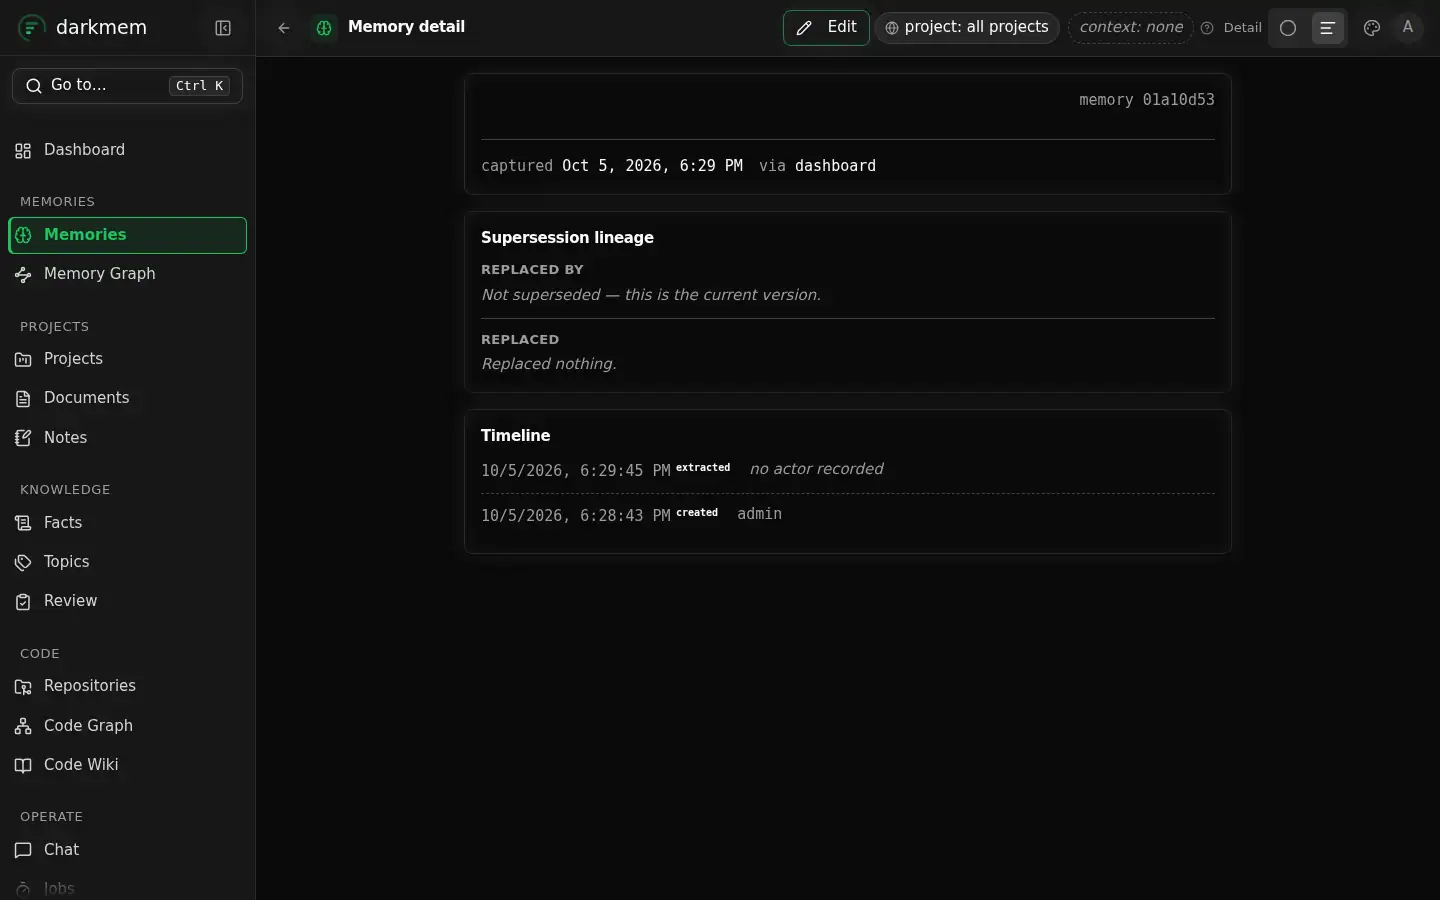 darkmem
Go to...
Ctrl K
Dashboard
MEMORIES
Memories
Memory Graph
PROJECTS
Projects
Documents
Notes
KNOWLEDGE
Facts
Topics
Review
CODE
Repositories
Code Graph
Code Wiki
OPERATE
Chat
Jobs
Memory detail
Edit
project: all projects
context: none
Detail
A
memory 01a10d53
captured Oct 5, 2026, 6:29 PM via dashboard
Supersession lineage
REPLACED BY
Not superseded — this is the current version.
REPLACED
Replaced nothing.
Timeline
10/5/2026, 6:29:45 PM extracted no actor recorded
10/5/2026, 6:28:43 PM created admin